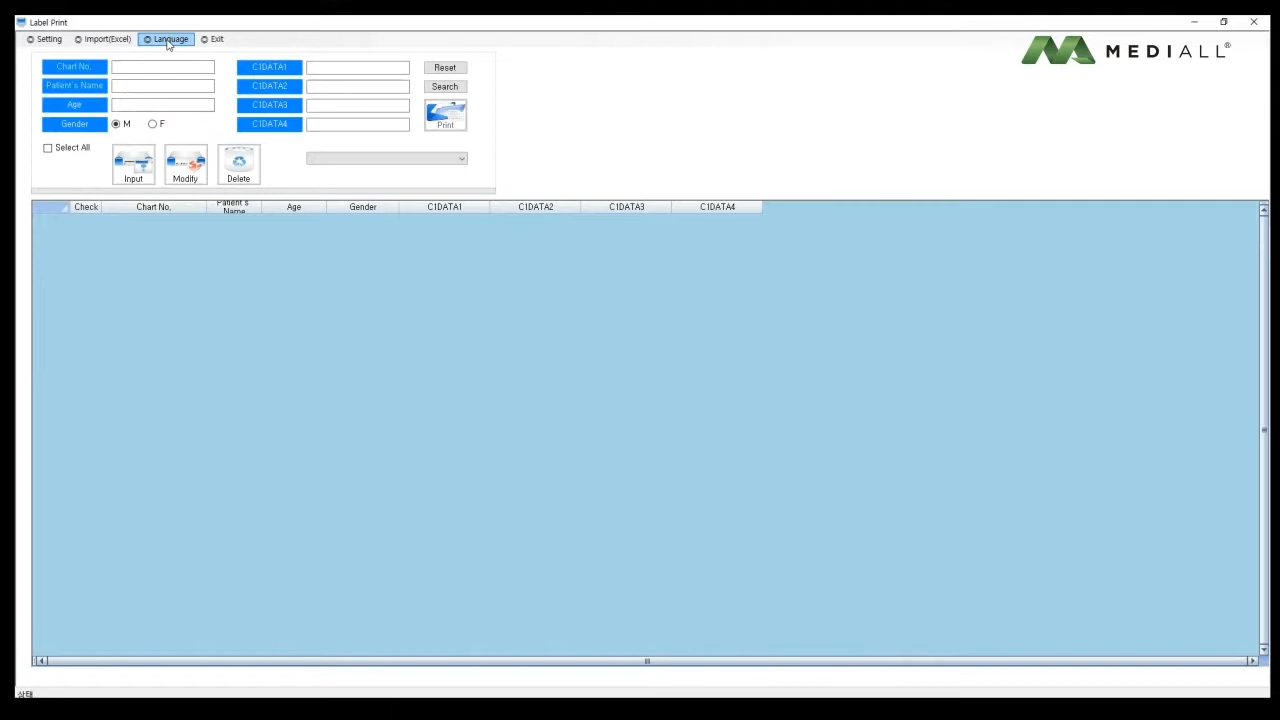 Label Print
Setting Import(Excel) Language Exit
MEDIALL®
Chart No. C1DATA1 Reset
Patient's Name C1DATA2 Search
Age C1DATA3
Gender M F C1DATA4 Print
Select All
Input Modify Delete
Check Chart No, Patient's Name Age Gender C1DATA1 C1DATA2 C1DATA3 C1DATA4
상태